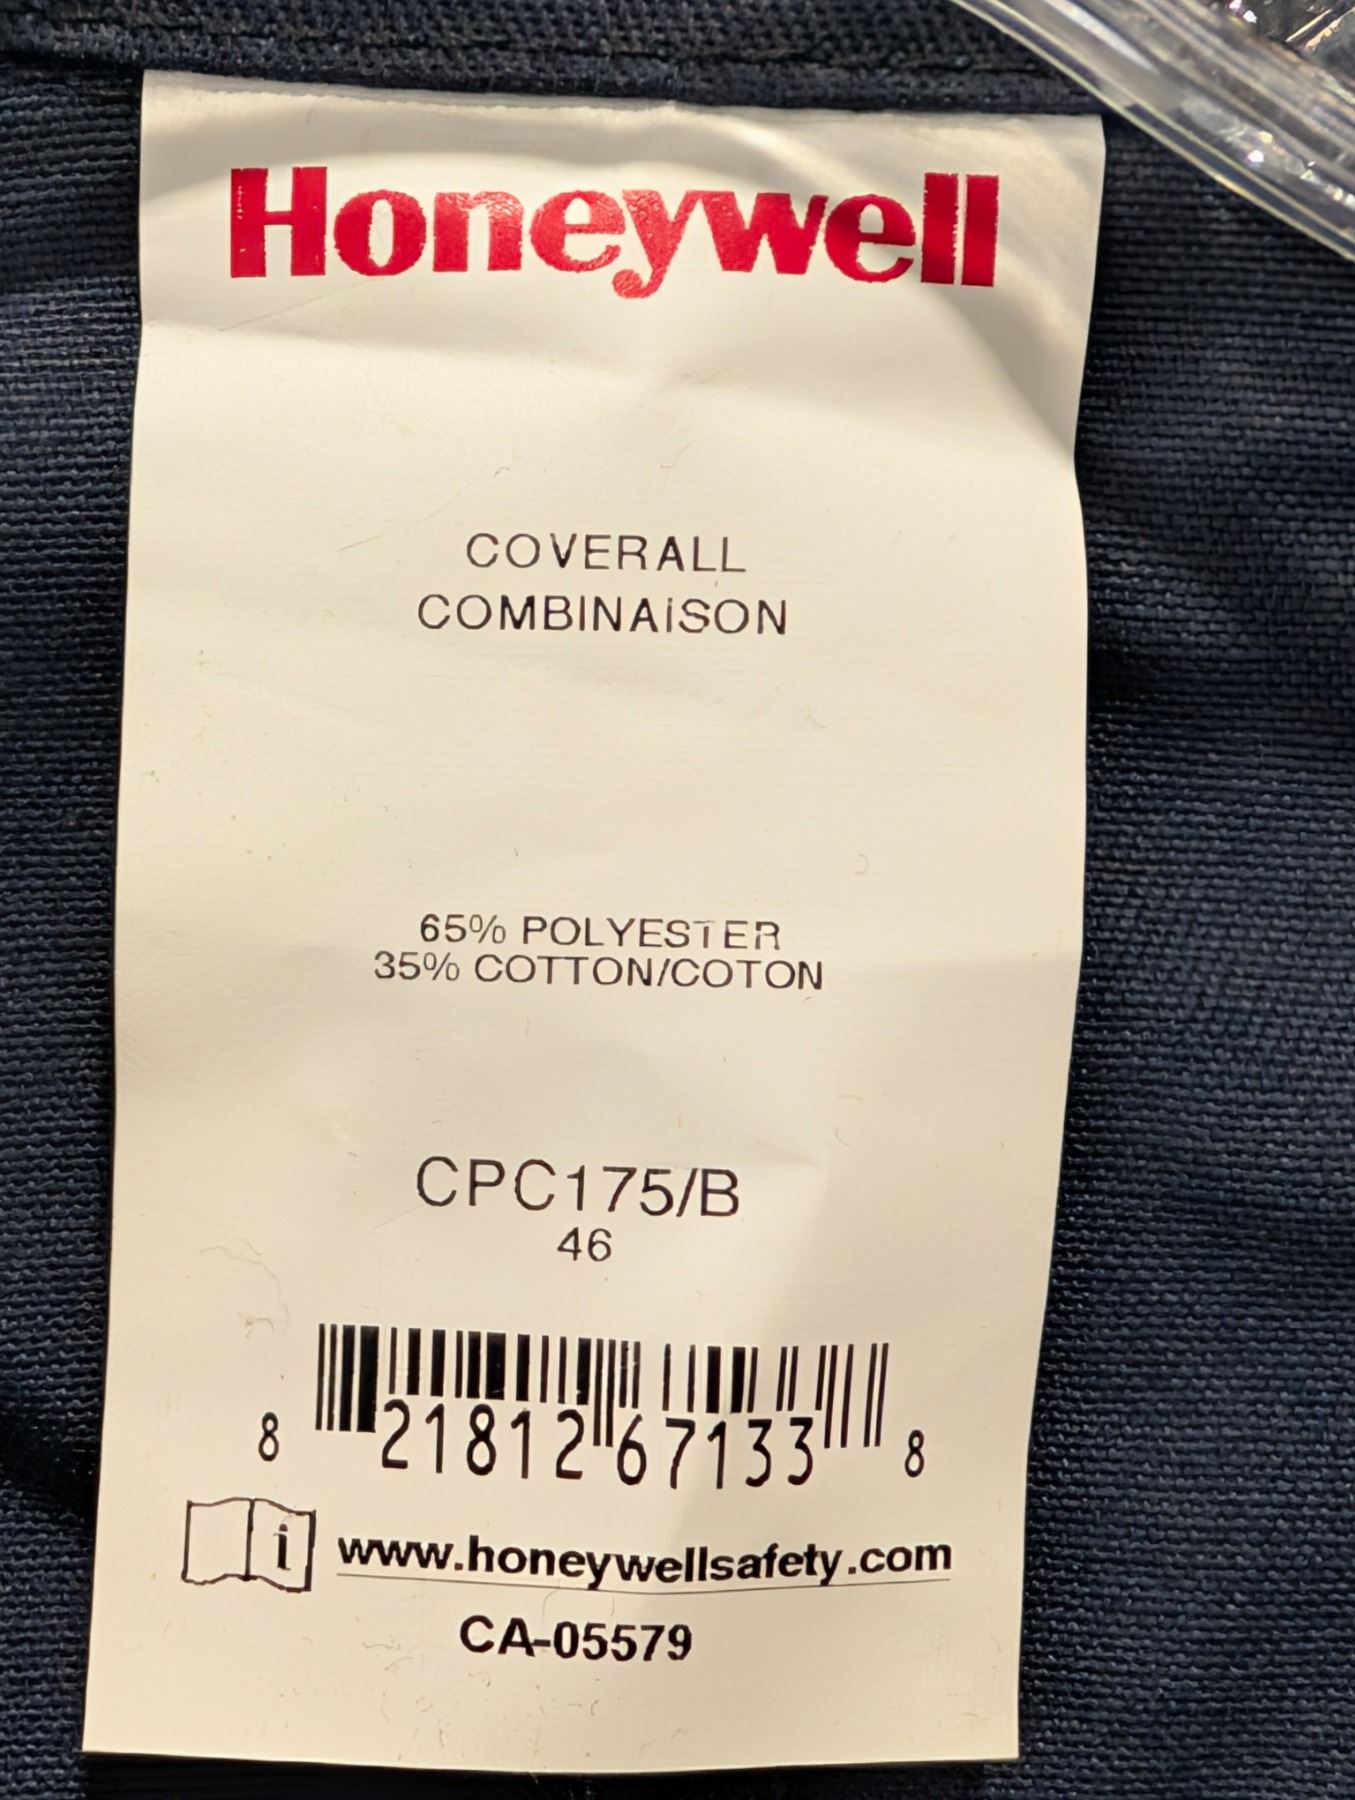 Honeywell
COVERALL
COMBINAISON
65% POLYESTER
35% COTTON/COTON
CPC175/B
46
8 21812 67133 8
i www.honeywellsafety.com
CA-05579